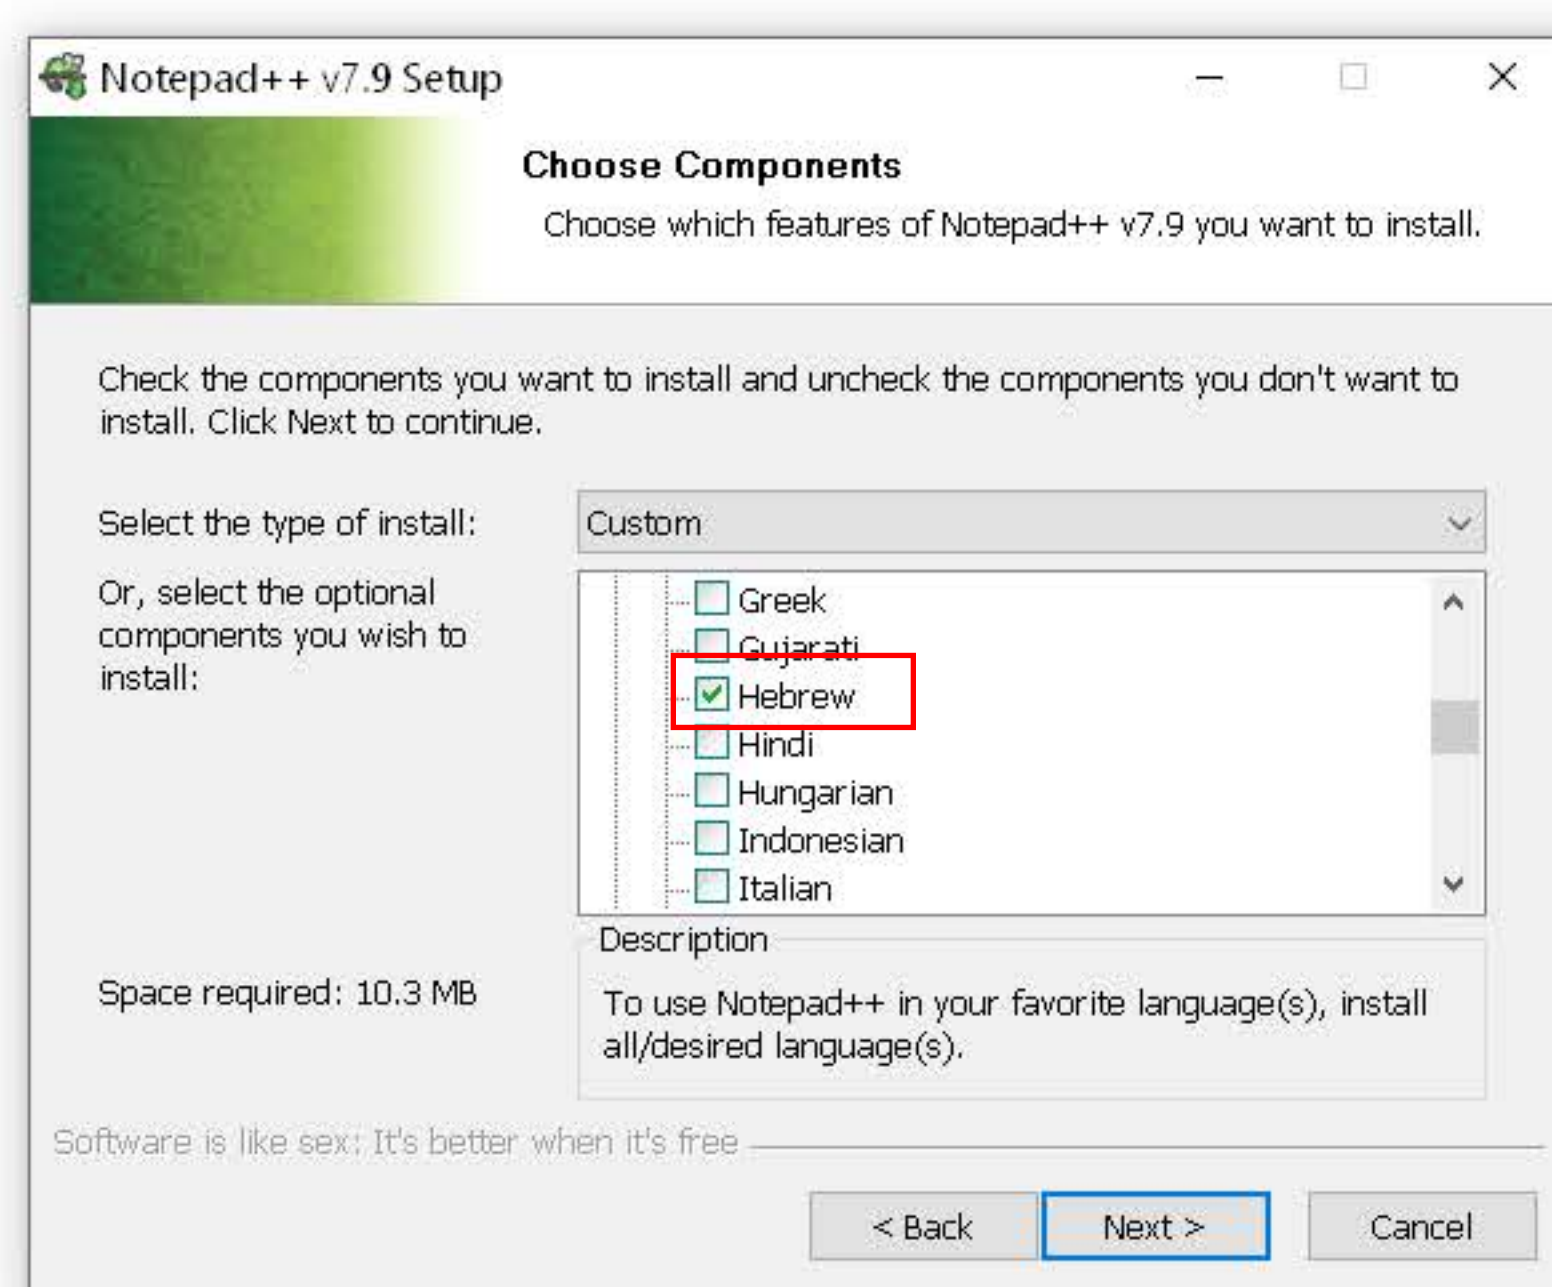 Notepad++ v7.9 Setup
Choose Components
Choose which features of Notepad++ v7.9 you want to install.
Check the components you want to install and uncheck the components you don't want to
install. Click Next to continue.
Select the type of install:
Custom
Or, select the optional
components you wish to
install:
Greek
Gujarati
Hebrew
Hindi
Hungarian
Indonesian
Italian
Space required: 10.3 MB
Description
To use Notepad++ in your favorite language(s), install
all/desired language(s).
Software is like sex: It's better when it's free
< Back
Next >
Cancel